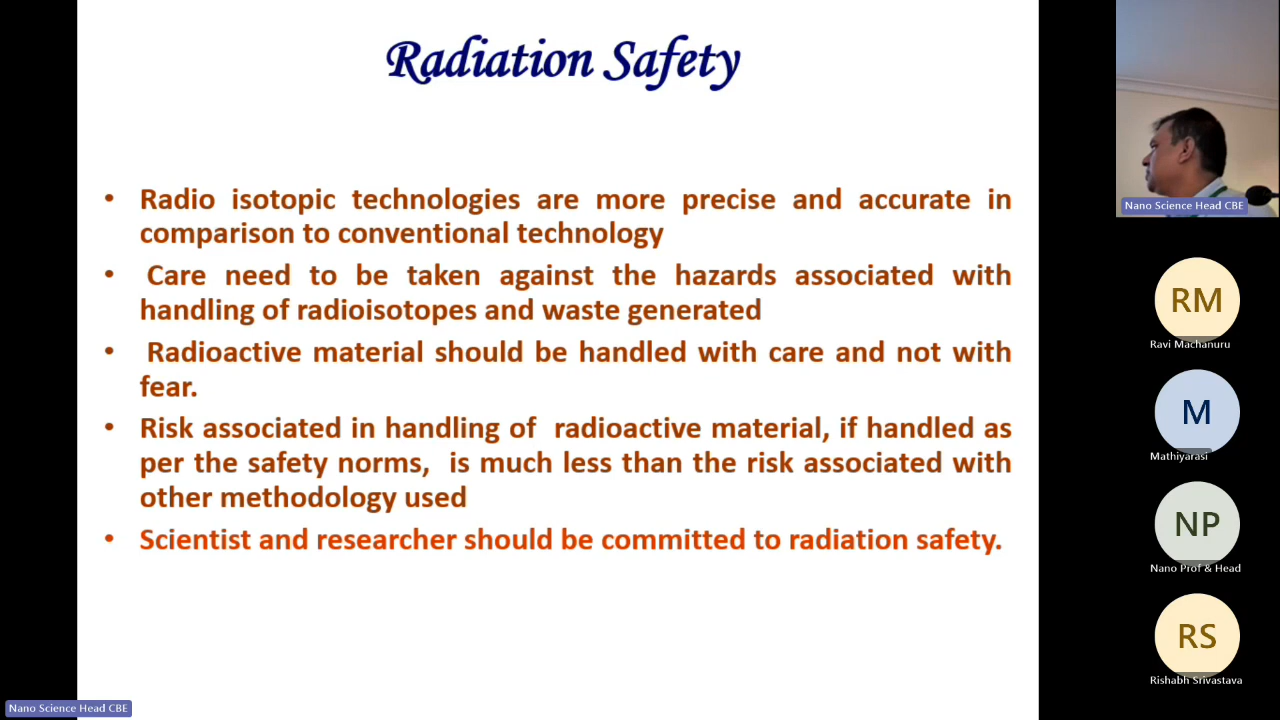 Radiation Safety
• Radio isotopic technologies are more precise and accurate in
comparison to conventional technology
• Care need to be taken against the hazards associated with
handling of radioisotopes and waste generated
• Radioactive material should be handled with care and not with
fear.
• Risk associated in handling of radioactive material, if handled as
per the safety norms, is much less than the risk associated with
other methodology used
• Scientist and researcher should be committed to radiation safety.
Nano Science Head CBE
RM
Ravi Machanuru
M
Mathiyarasi
NP
Nano Prof & Head
RS
Rishabh Srivastava
Nano Science Head CBE